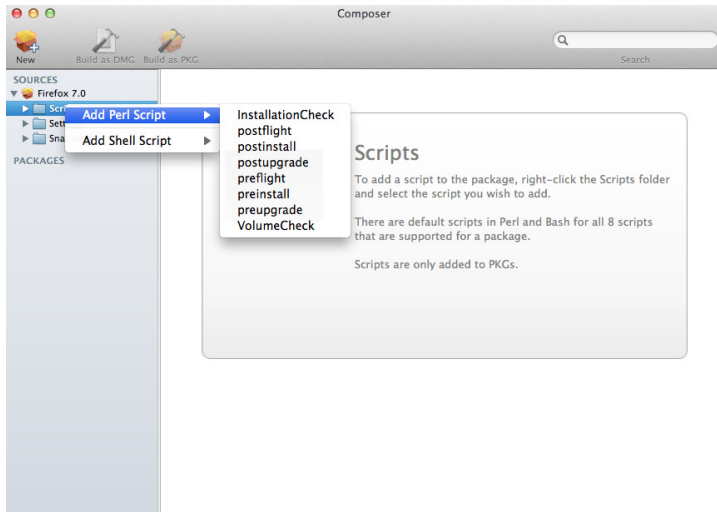 Composer
New
Build as DMG
Build as PKG
Search
SOURCES
Firefox 7.0
PACKAGES
Add Perl Script
Add Shell Script
InstallationCheck
postflight
postinstall
postupgrade
preflight
preinstall
preupgrade
VolumeCheck
Scripts
To add a script to the package, right-click the Scripts folder
and select the script you wish to add.
There are default scripts in Perl and Bash for all 8 scripts
that are supported for a package.
Scripts are only added to PKGs.